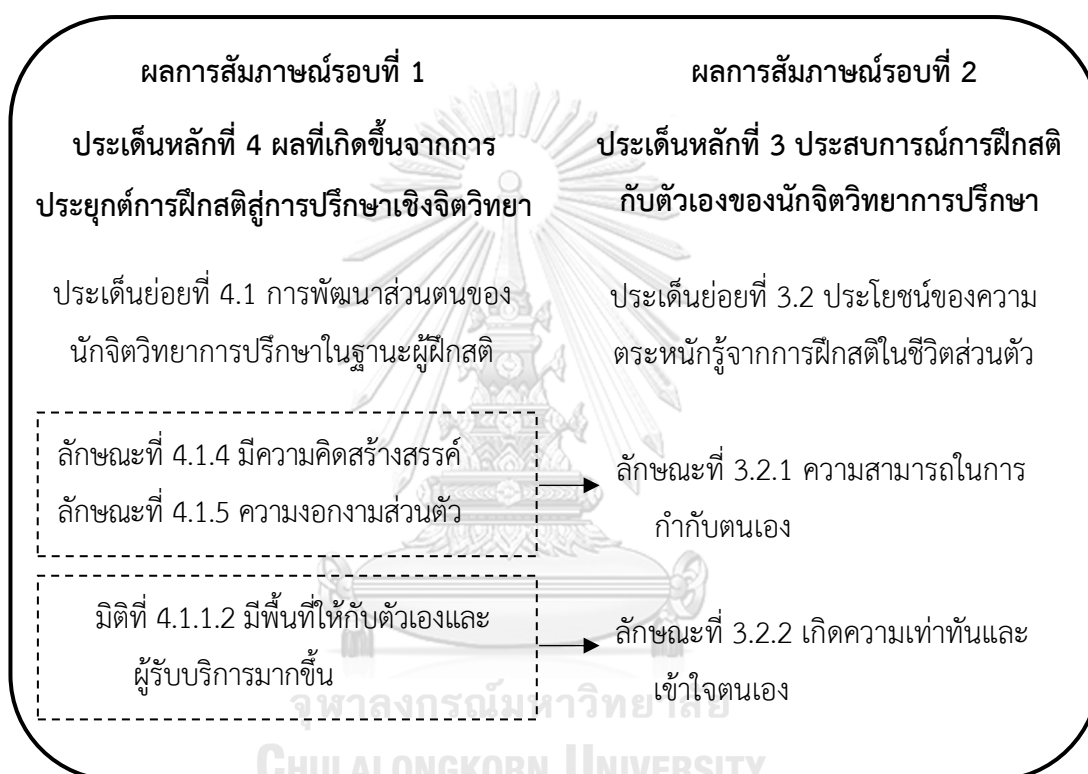 ผลการสัมภาษณ์รอบที่ 1
ประเด็นหลักที่ 4 ผลที่เกิดขึ้นจากการ
ประยุกต์การฝึกสติสู่การปรึกษาเชิงจิตวิทยา
ประเด็นย่อยที่ 4.1 การพัฒนาส่วนตนของ
นักจิตวิทยาการปรึกษาในฐานะผู้ฝึกสติ
ลักษณะที่ 4.1.4 มีความคิดสร้างสรรค์
ลักษณะที่ 4.1.5 ความงอกงามส่วนตัว
มิติที่ 4.1.1.2 มีพื้นที่ให้กับตัวเองและ
ผู้รับบริการมากขึ้น
ผลการสัมภาษณ์รอบที่ 2
ประเด็นหลักที่ 3 ประสบการณ์การฝึกสติ
กับตัวเองของนักจิตวิทยาการปรึกษา
ประเด็นย่อยที่ 3.2 ประโยชน์ของความ
ตระหนักรู้จากการฝึกสติในชีวิตส่วนตัว
ลักษณะที่ 3.2.1 ความสามารถในการ
กำกับตนเอง
ลักษณะที่ 3.2.2 เกิดความเท่าทันและ
เข้าใจตนเอง
จุฬาลงกรณ์มหาวิทยาลัย
CHULALONGKORN UNIVERSITY